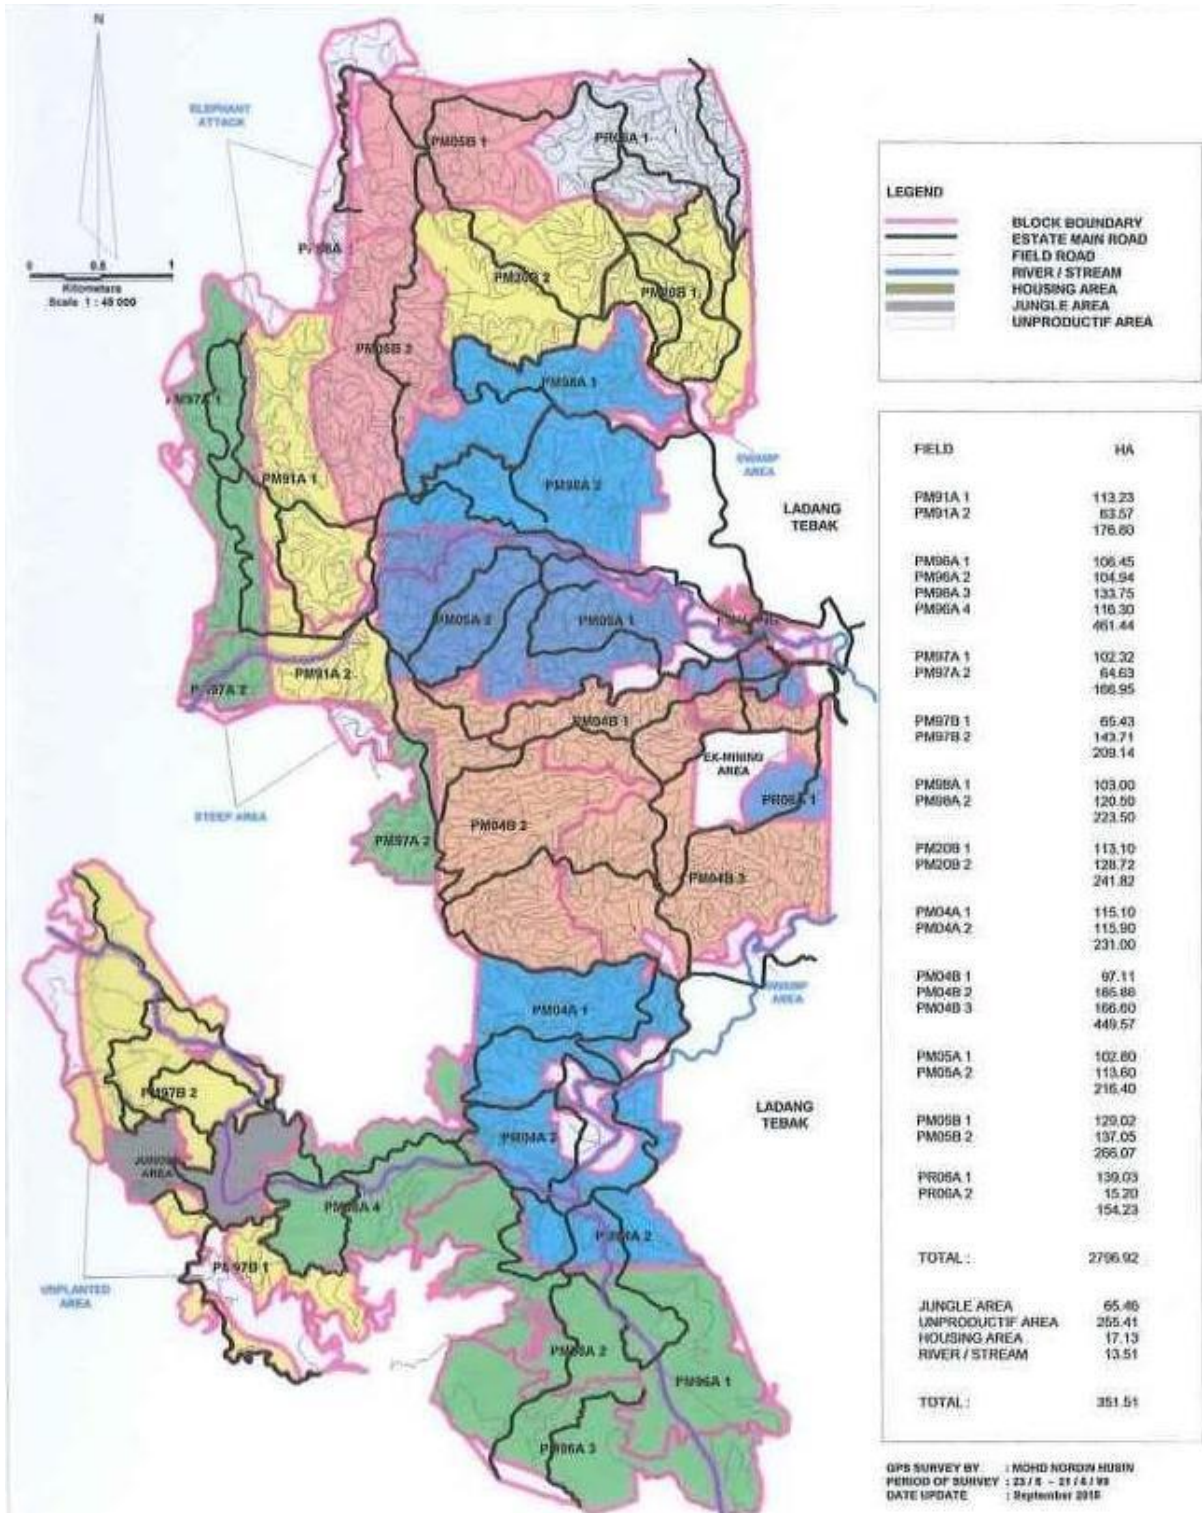 N
ELEPHANT
ATTACK
0 0.5 1
Kilometers
Scale 1 : 45 000
PM05B 1
PR06A 1
PM20B 2
PM20B 1
PM05B 2
PM98A 1
PM98A 2
PM91A 1
SWAMP
AREA
LADANG
TEBAK
PM05A 2
PM05A 1
PM91A 2
PM04B 1
EX-MINING
AREA
PR06A 1
STEEP AREA
PM97A 2
PM04B 2
PM04B 3
SWAMP
AREA
PM04A 1
PM97B 2
LADANG
TEBAK
PM04A 2
AREA
UNPLANTED
AREA
PM96A 1
LEGEND
BLOCK BOUNDARY
ESTATE MAIN ROAD
FIELD ROAD
RIVER / STREAM
HOUSING AREA
JUNGLE AREA
UNPRODUCTIF AREA
FIELD HA
PM91A 1 113.23
PM91A 2 63.57
176.80
PM96A 1 106.45
PM96A 2 104.94
PM96A 3 133.75
PM96A 4 116.30
461.44
PM97A 1 102.32
PM97A 2 64.63
166.95
PM97B 1 65.43
PM97B 2 143.71
209.14
PM98A 1 103.00
PM98A 2 120.50
223.50
PM20B 1 113.10
PM20B 2 128.72
241.82
PM04A 1 115.10
PM04A 2 115.90
231.00
PM04B 1 97.11
PM04B 2 185.86
PM04B 3 166.60
449.57
PM05A 1 102.80
PM05A 2 113.60
216.40
PM05B 1 129.02
PM05B 2 137.05
266.07
PR06A 1 139.03
PR06A 2 15.20
154.23
TOTAL : 2796.92
JUNGLE AREA 65.46
UNPRODUCTIF AREA 255.41
HOUSING AREA 17.13
RIVER / STREAM 13.51
TOTAL : 351.51
GPS SURVEY BY : MOHD NORDIN HUSIN
PERIOD OF SURVEY :
DATE UPDATE : September 2015